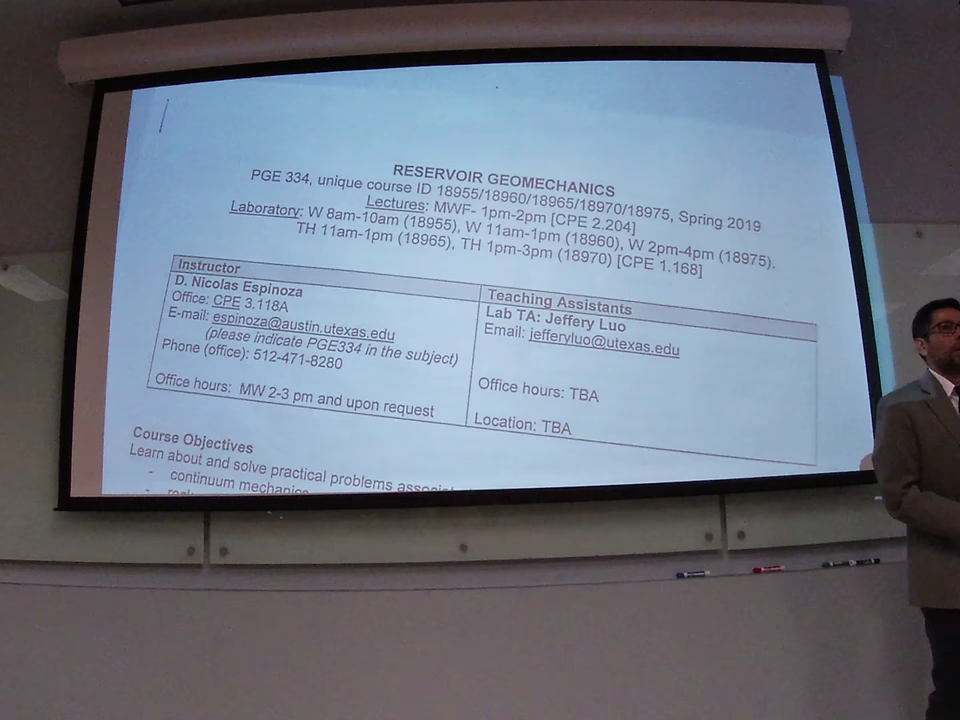 RESERVOIR GEOMECHANICS
PGE 334, unique course ID 18955/18960/18965/18970/18975, Spring 2019
Lectures: MWF- 1pm-2pm [CPE 2.204]
Laboratory: W 8am-10am (18955), W 11am-1pm (18960), W 2pm-4pm (18975).
TH 11am-1pm (18965), TH 1pm-3pm (18970) [CPE 1.168]
Instructor
D. Nicolas Espinoza
Office: CPE 3.118A
E-mail: espinoza@austin.utexas.edu
(please indicate PGE334 in the subject)
Phone (office): 512-471-8280
Office hours: MW 2-3 pm and upon request
Teaching Assistants
Lab TA: Jeffery Luo
Email: jefferyluo@utexas.edu
Office hours: TBA
Location: TBA
Course Objectives
Learn about and solve practical problems
- continuum